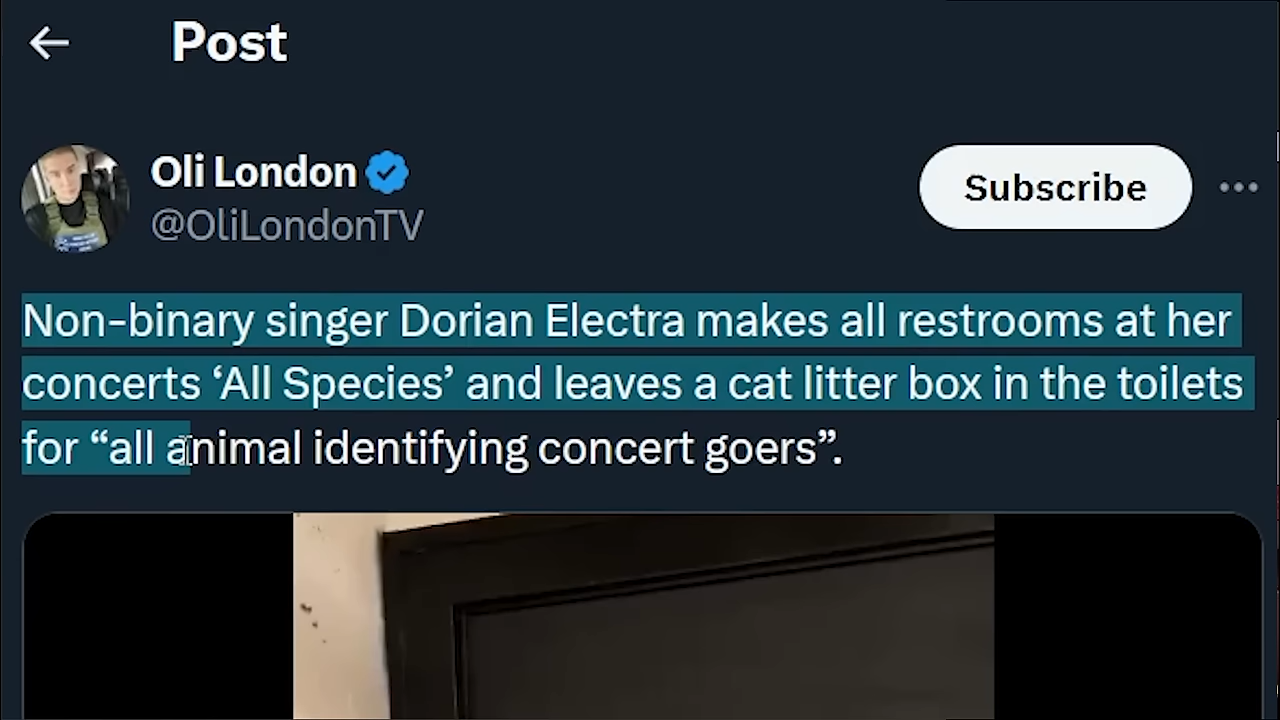 Post
Oli London
@OliLondonTV
Subscribe
Non-binary singer Dorian Electra makes all restrooms at her
concerts ‘All Species’ and leaves a cat litter box in the toilets
for “all animal identifying concert goers”.